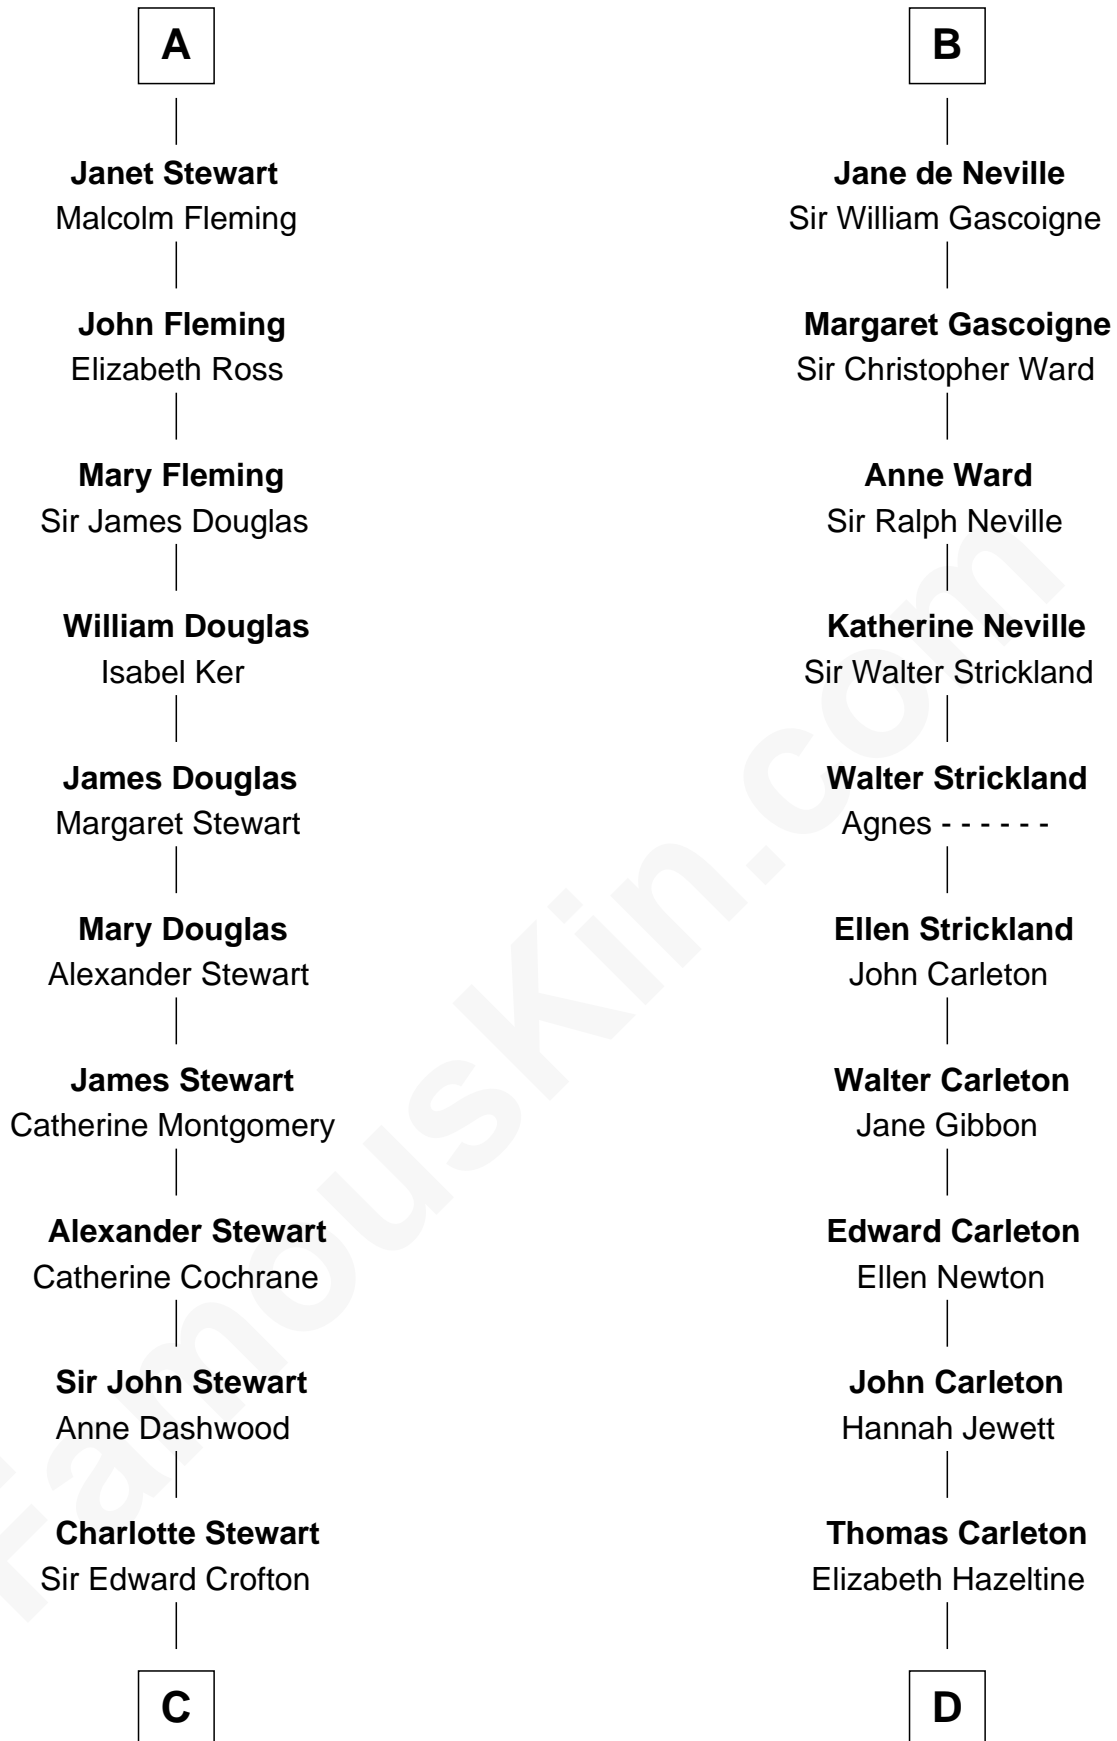 A
B
Janet Stewart
Malcolm Fleming
Jane de Neville
Sir William Gascoigne
John Fleming
Elizabeth Ross
Margaret Gascoigne
Sir Christopher Ward
Mary Fleming
Sir James Douglas
Anne Ward
Sir Ralph Neville
William Douglas
Isabel Ker
Katherine Neville
Sir Walter Strickland
James Douglas
Margaret Stewart
Walter Strickland
Agnes - - - - - -
Mary Douglas
Alexander Stewart
Ellen Strickland
John Carleton
James Stewart
Catherine Montgomery
Walter Carleton
Jane Gibbon
Alexander Stewart
Catherine Cochrane
Edward Carleton
Ellen Newton
Sir John Stewart
Anne Dashwood
John Carleton
Hannah Jewett
Charlotte Stewart
Sir Edward Crofton
Thomas Carleton
Elizabeth Hazeltine
C
D
FamousKin.com